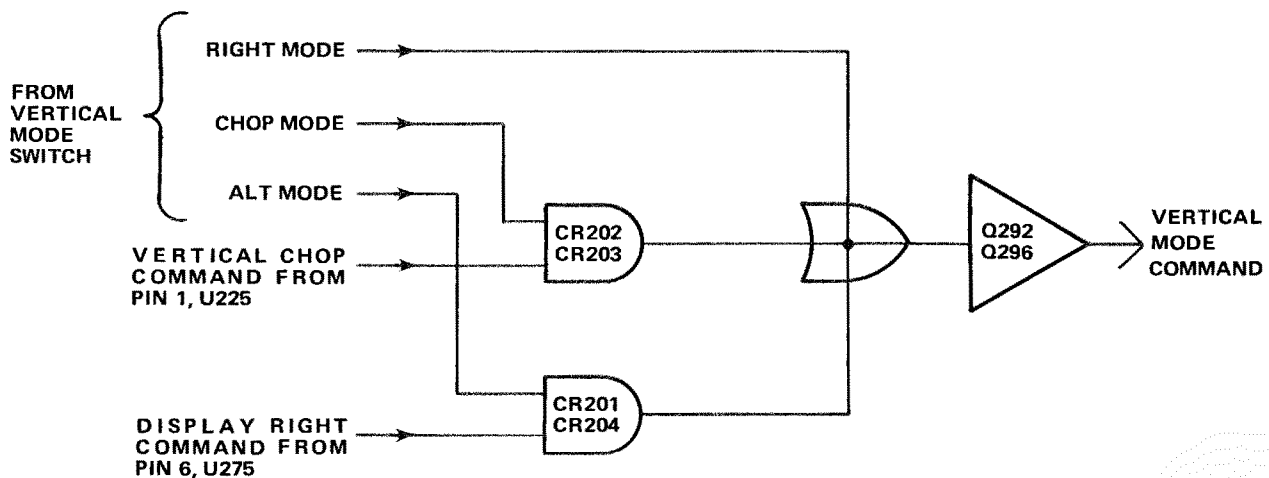 FROM
VERTICAL
MODE
SWITCH
RIGHT MODE
CHOP MODE
ALT MODE
VERTICAL CHOP
COMMAND FROM
PIN 1, U225
DISPLAY RIGHT
COMMAND FROM
PIN 6, U275
CR202
CR203
CR201
CR204
Q292
Q296
VERTICAL
MODE
COMMAND